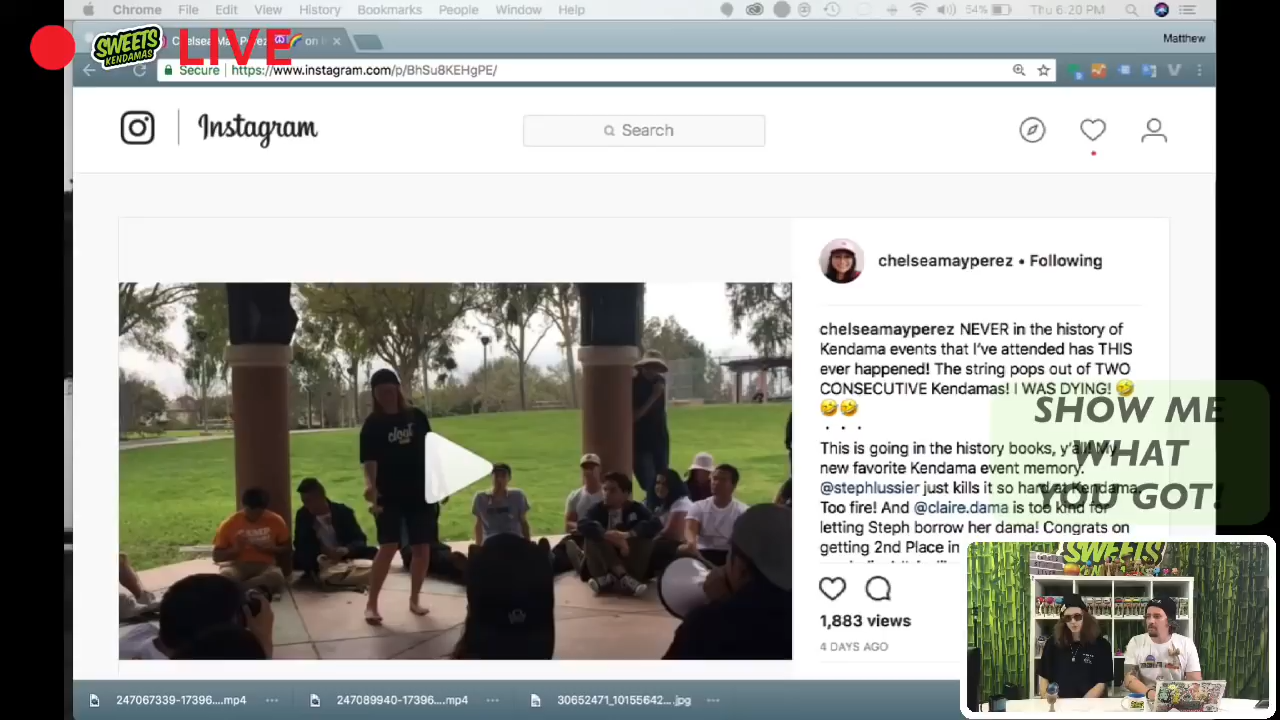 Chrome File Edit View History Bookmarks People Window Help 54% Thu 6:20 PM
SWEETS KENDAMAS LIVE
Matthew
Secure https://www.instagram.com/p/BhSu8KEHgPE/
Instagram Search
chelseamayperez • Following
chelseamayperez NEVER in the history of
Kendama events that I've attended has THIS
ever happened! The string pops out of TWO
CONSECUTIVE Kendamas! I WAS DYING! 🤣
🤣🤣
• • •
This is going in the history books, y'all! My
new favorite Kendama event memory.
@stephlussier just kills it so hard at Kendama.
Too fire! And @claire.dama is too kind for
letting Steph borrow her dama! Congrats on
getting 2nd Place in
SHOW ME
WHAT
YOU GOT!
1,883 views
4 DAYS AGO
SWEETS
KENDAMAS
247067339-17396....mp4 247089940-17396....mp4 30652471_10155642....jpg